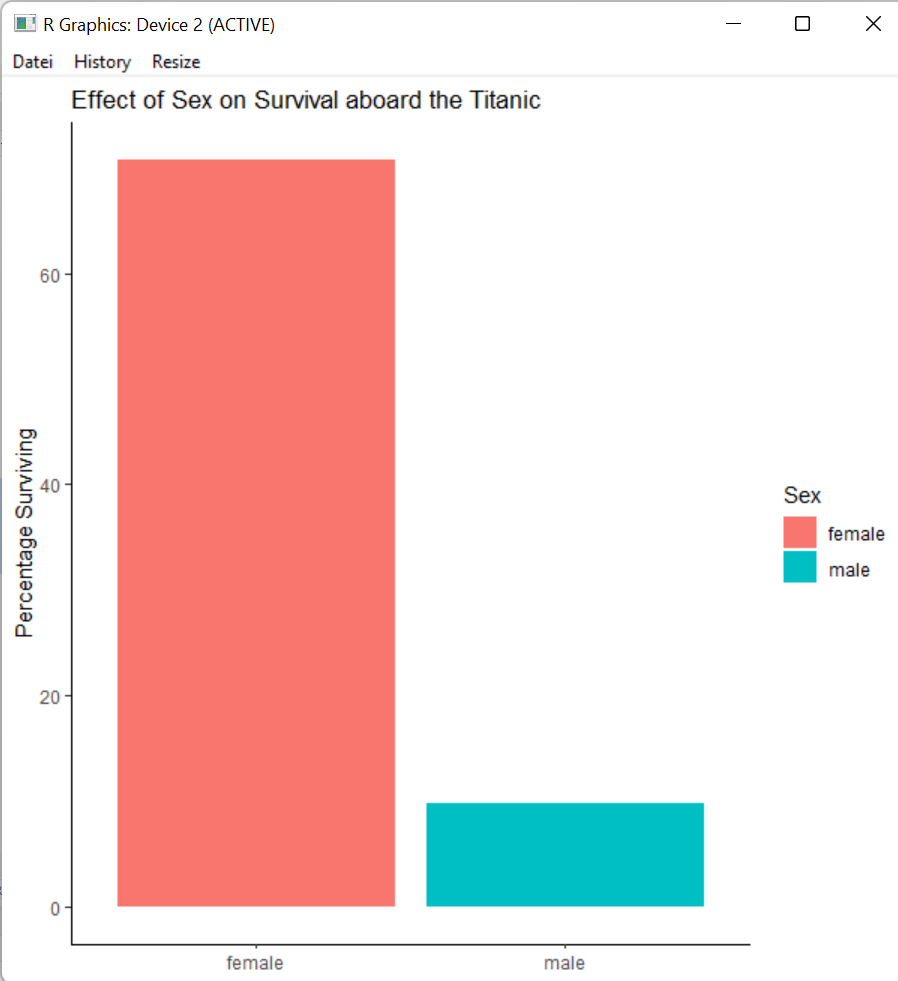 R Graphics: Device 2 (ACTIVE)
Datei History Resize
Effect of Sex on Survival aboard the Titanic
Percentage Surviving
60
40
20
0
female
male
Sex
female
male